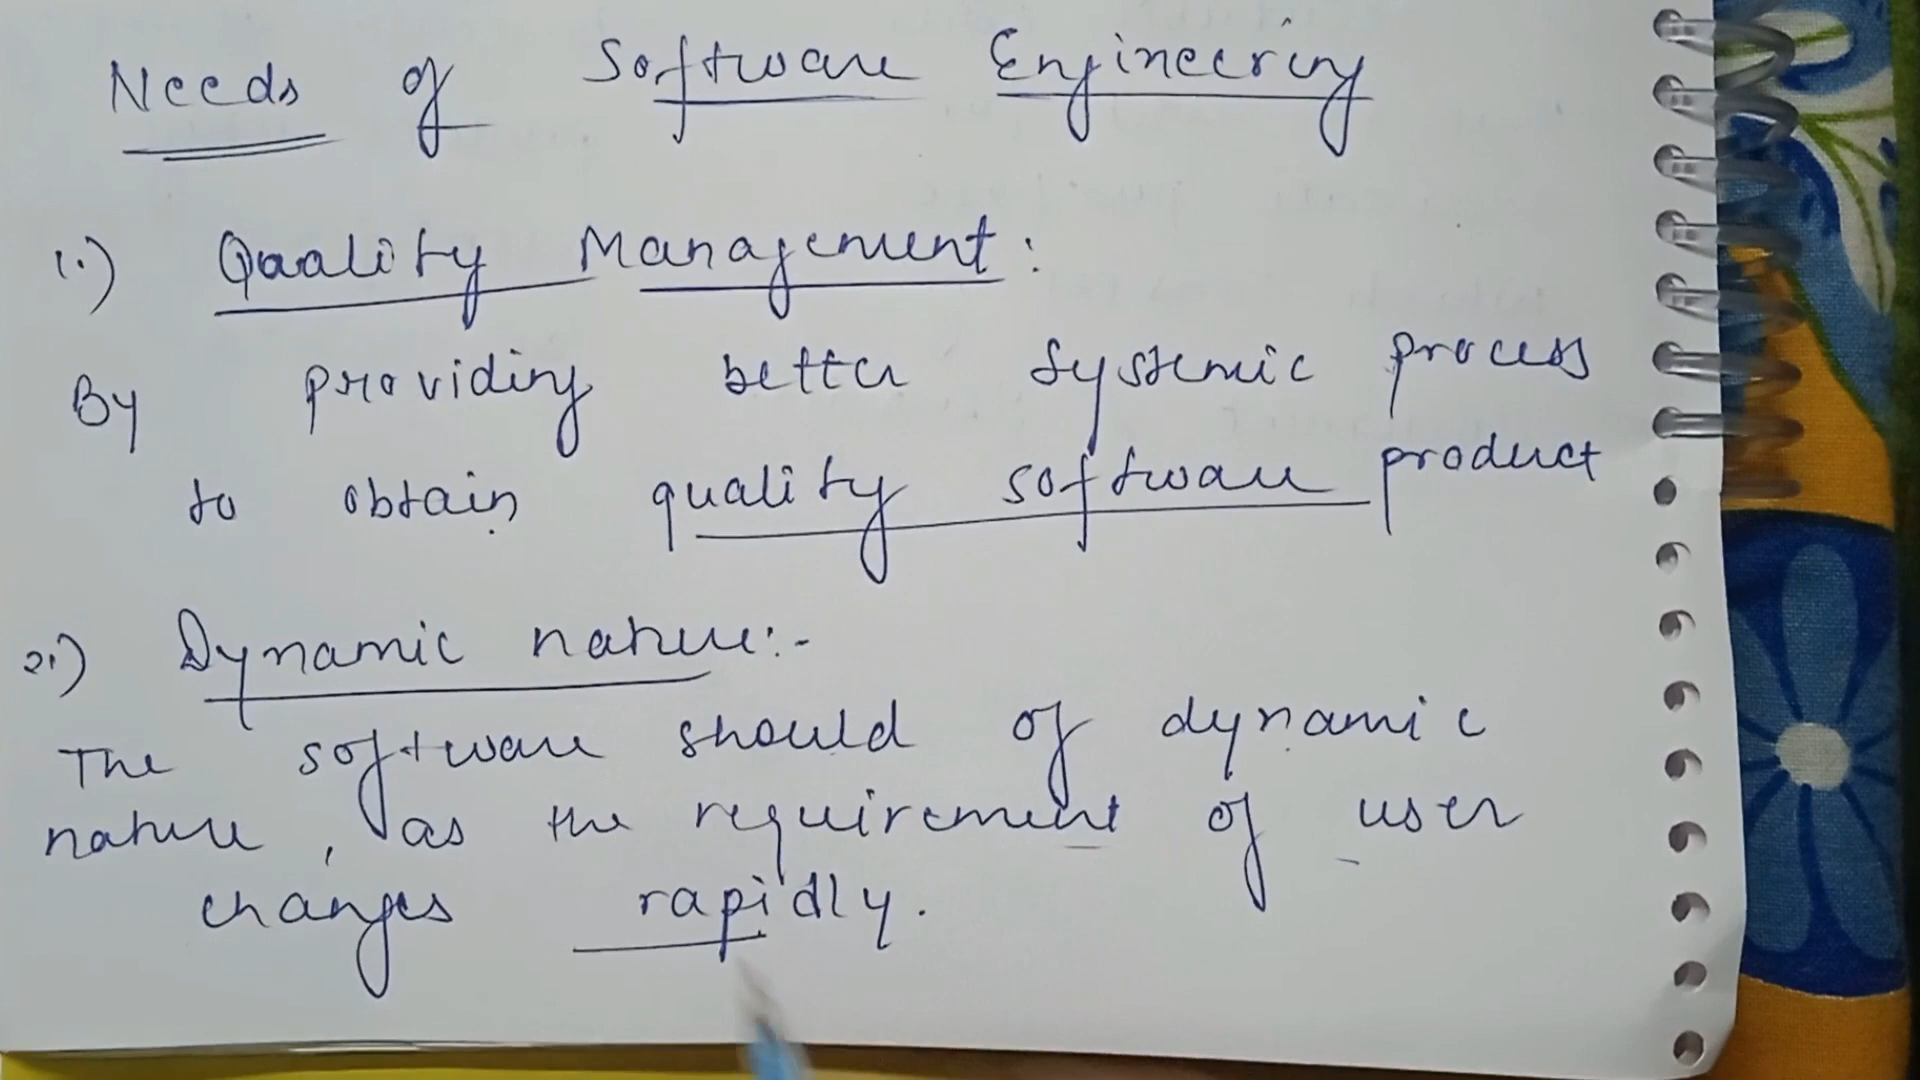 Needs of Software Engineering
1.) Quality Management:
By providing better systemic process
to obtain quality software product
2.) Dynamic nature:-
The software should of dynamic
nature, as the requirement of user
changes rapidly.